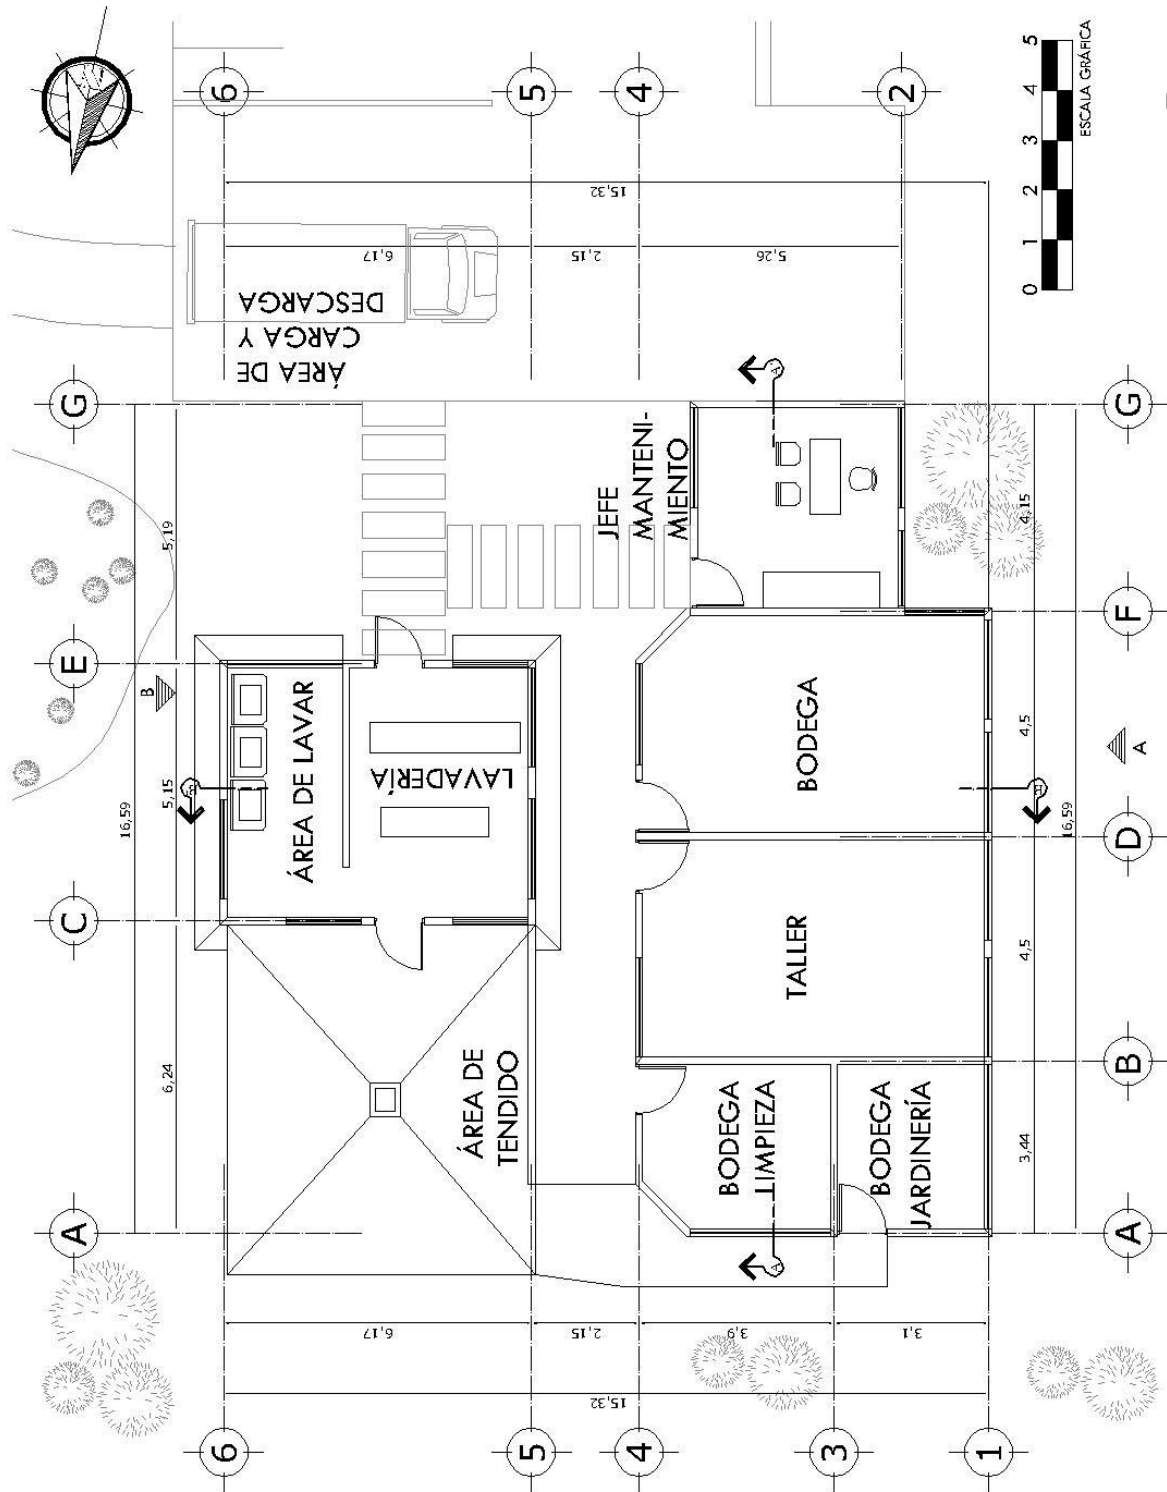 6
5
4
2
15,32
6,17
2,15
5,26
ÁREA DE
CARGA Y
DESCARGA
0
1
2
3
4
5
ESCALA GRÁFICA
G
G
5,19
4,15
JEFE
MANTENI-
MIENTO
F
E
B
ÁREA DE LAVAR
LAVADERÍA
BODEGA
A
5,15
16,59
4,5
16,59
D
C
TALLER
4,5
6,24
ÁREA DE
TENDIDO
B
BODEGA
LIMPIEZA
BODEGA
JARDINERÍA
3,44
A
A
6,17
2,15
3,9
3,1
15,32
6
5
4
3
1